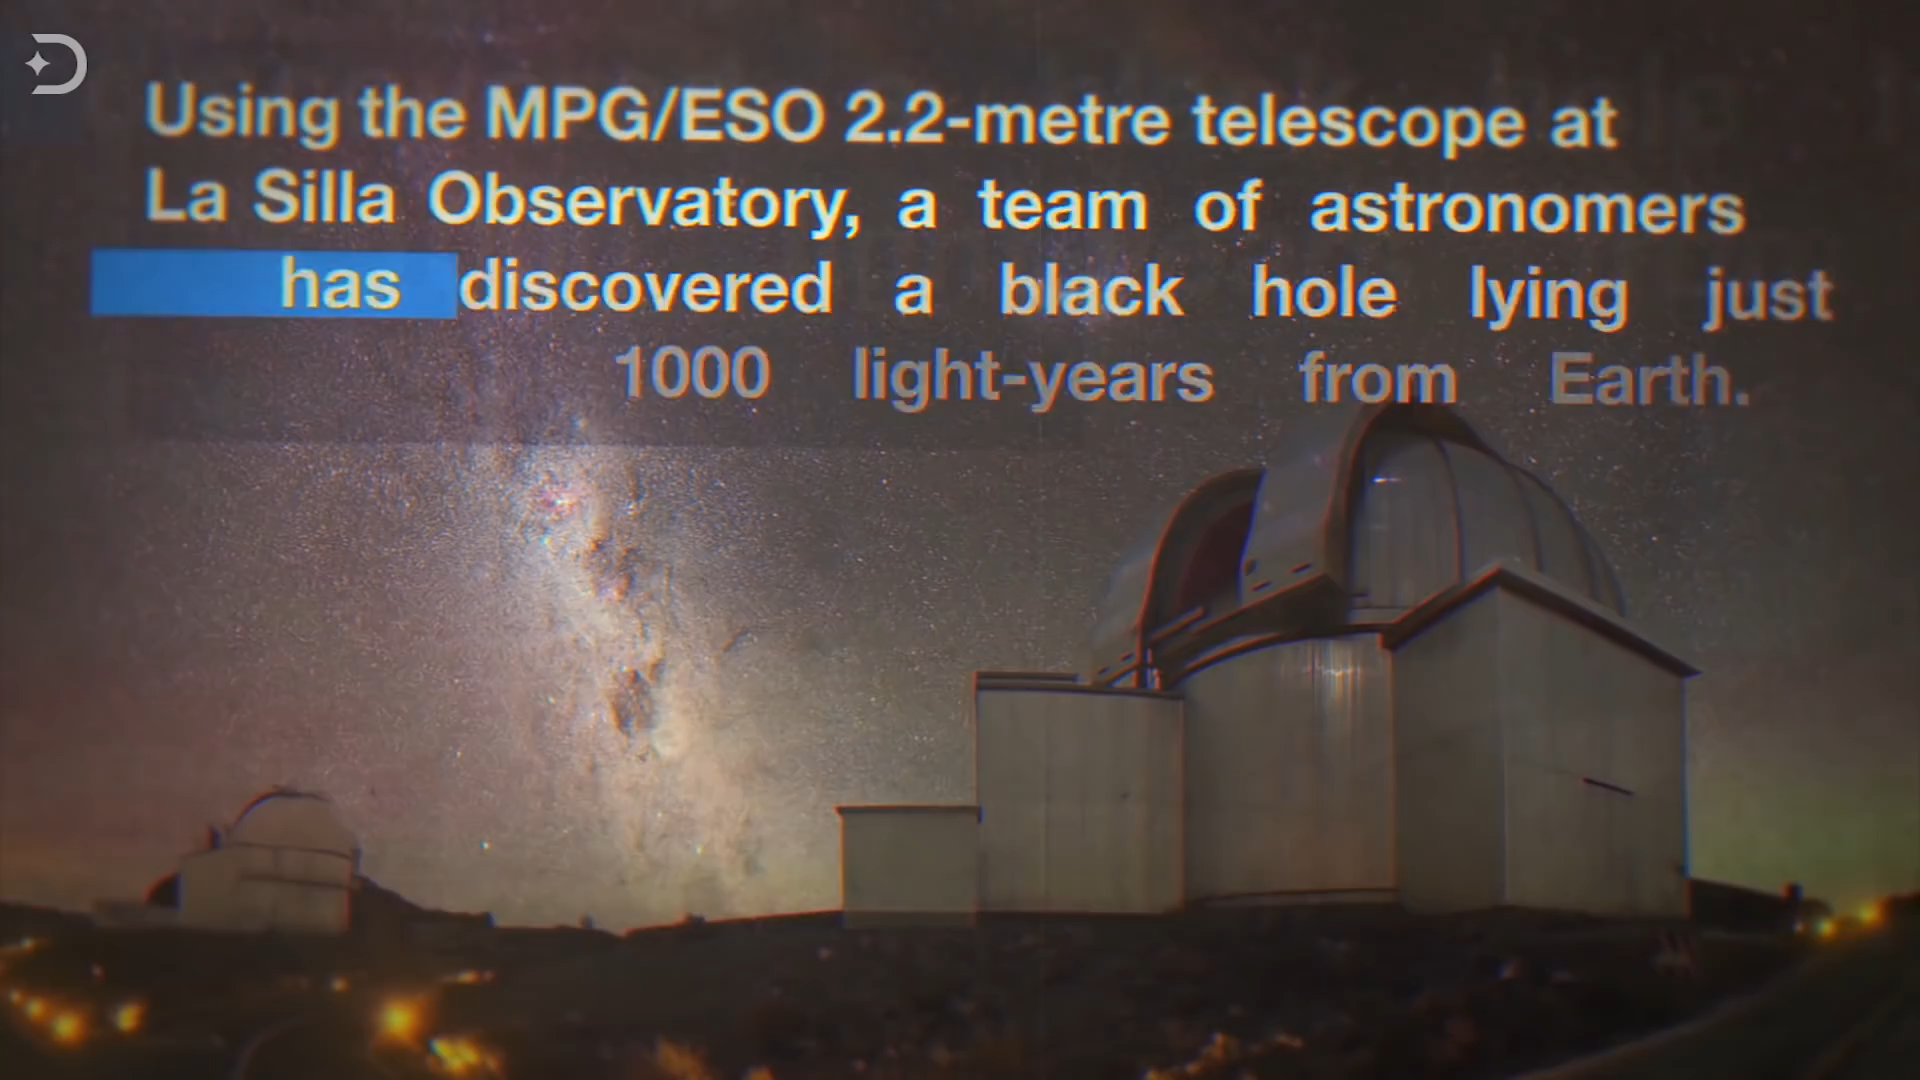 Using the MPG/ESO 2.2-metre telescope at
La Silla Observatory, a team of astronomers
has discovered a black hole lying just
1000 light-years from Earth.